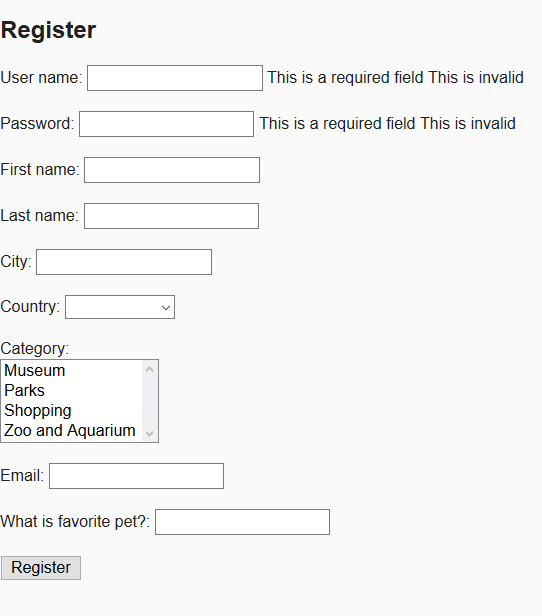 Register
User name: This is a required field This is invalid
Password: This is a required field This is invalid
First name:
Last name:
City:
Country:
Category:
Museum
Parks
Shopping
Zoo and Aquarium
Email:
What is favorite pet?:
Register